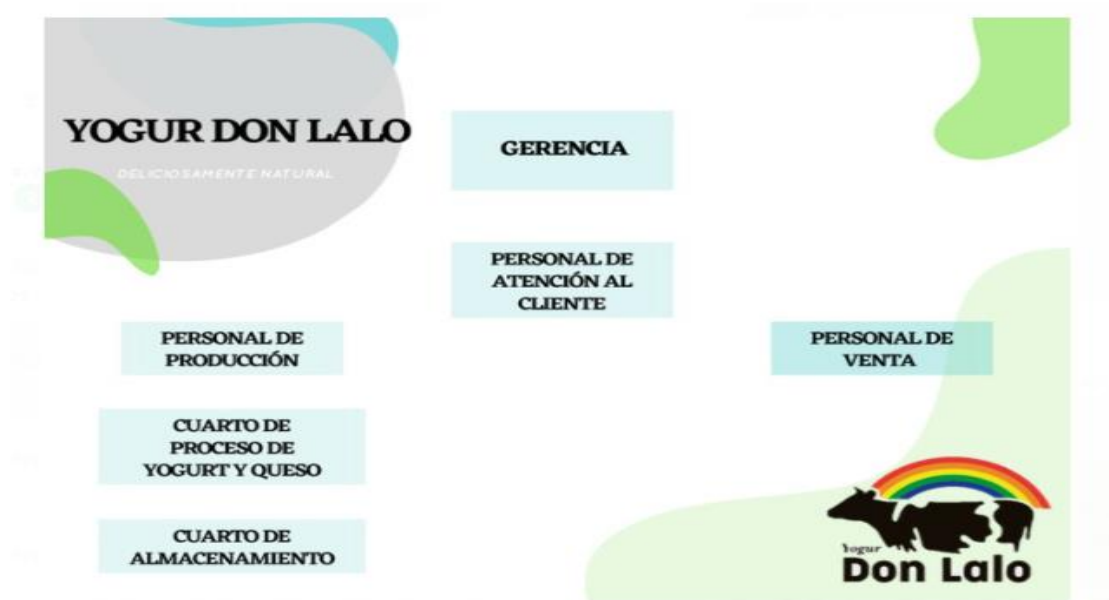 YOGUR DON LALO
DELICIOSAMENTE NATURAL
GERENCIA
PERSONAL DE
ATENCIÓN AL
CLIENTE
PERSONAL DE
PRODUCCIÓN
PERSONAL DE
VENTA
CUARTO DE
PROCESO DE
YOGURT Y QUESO
CUARTO DE
ALMACENAMIENTO
Yogur
Don Lalo